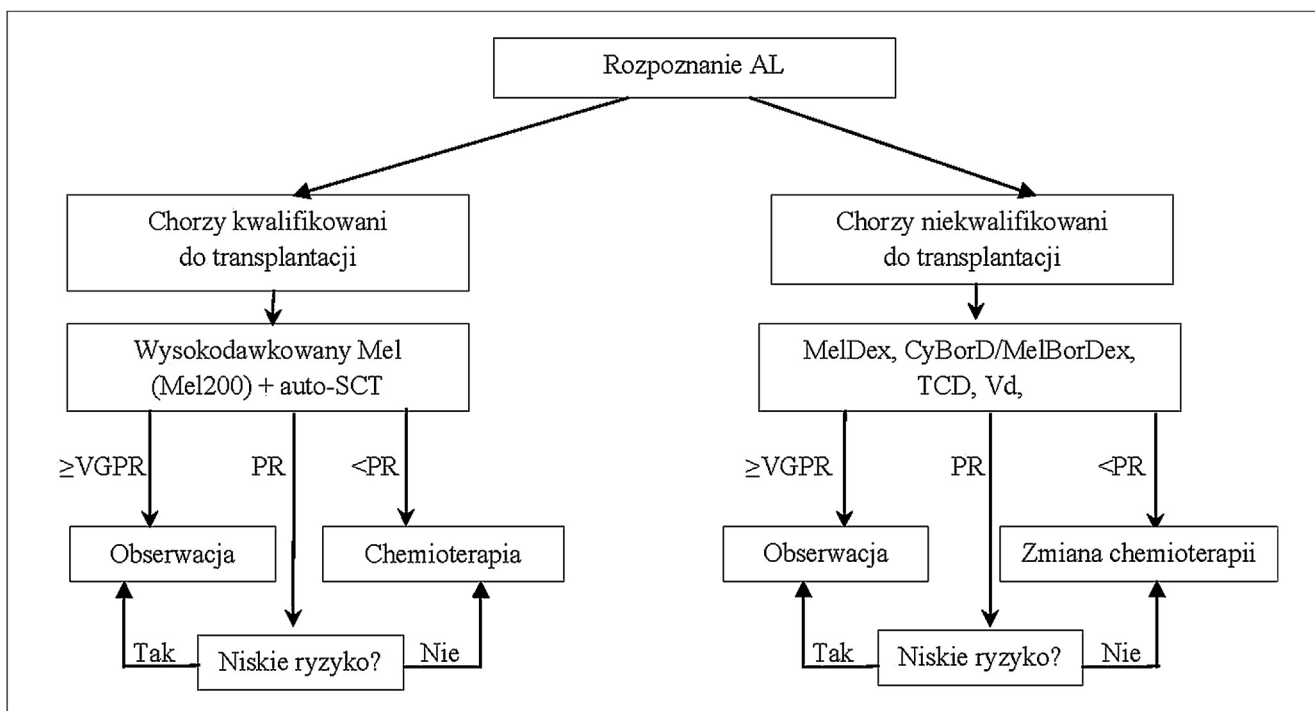 Rozpoznanie AL
Chorzy kwalifikowani
do transplantacji
Wysokodawkowany Mel
(Mel200) + auto-SCT
≥VGPR
PR
<PR
Obserwacja
Chemioterapia
Tak
Niskie ryzyko?
Nie
Chorzy niekwalifikowani
do transplantacji
MelDex, CyBorD/MelBorDex,
TCD, Vd,
≥VGPR
PR
<PR
Obserwacja
Zmiana chemioterapii
Tak
Niskie ryzyko?
Nie